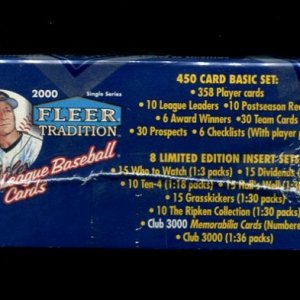 2000 Single Series
FLEER
TRADITION
League Baseball
Cards
450 CARD BASIC SET:
• 358 Player cards
• 10 League Leaders • 10 Postseason Re
• 6 Award Winners • 30 Team Cards
• 30 Prospects • 6 Checklists (With player
8 LIMITED EDITION INSERT SETS
15 Who to Watch (1:3 packs) • 15 Dividends (
• 10 Ten-4 (1:18 packs) • 15 Who's Well (1:30
• 15 Grasskickers (1:30 packs)
• 10 The Ripken Collection (1:30 packs)
• Club 3000 Memorabilia Cards (Numbere
• Club 3000 (1:36 packs)